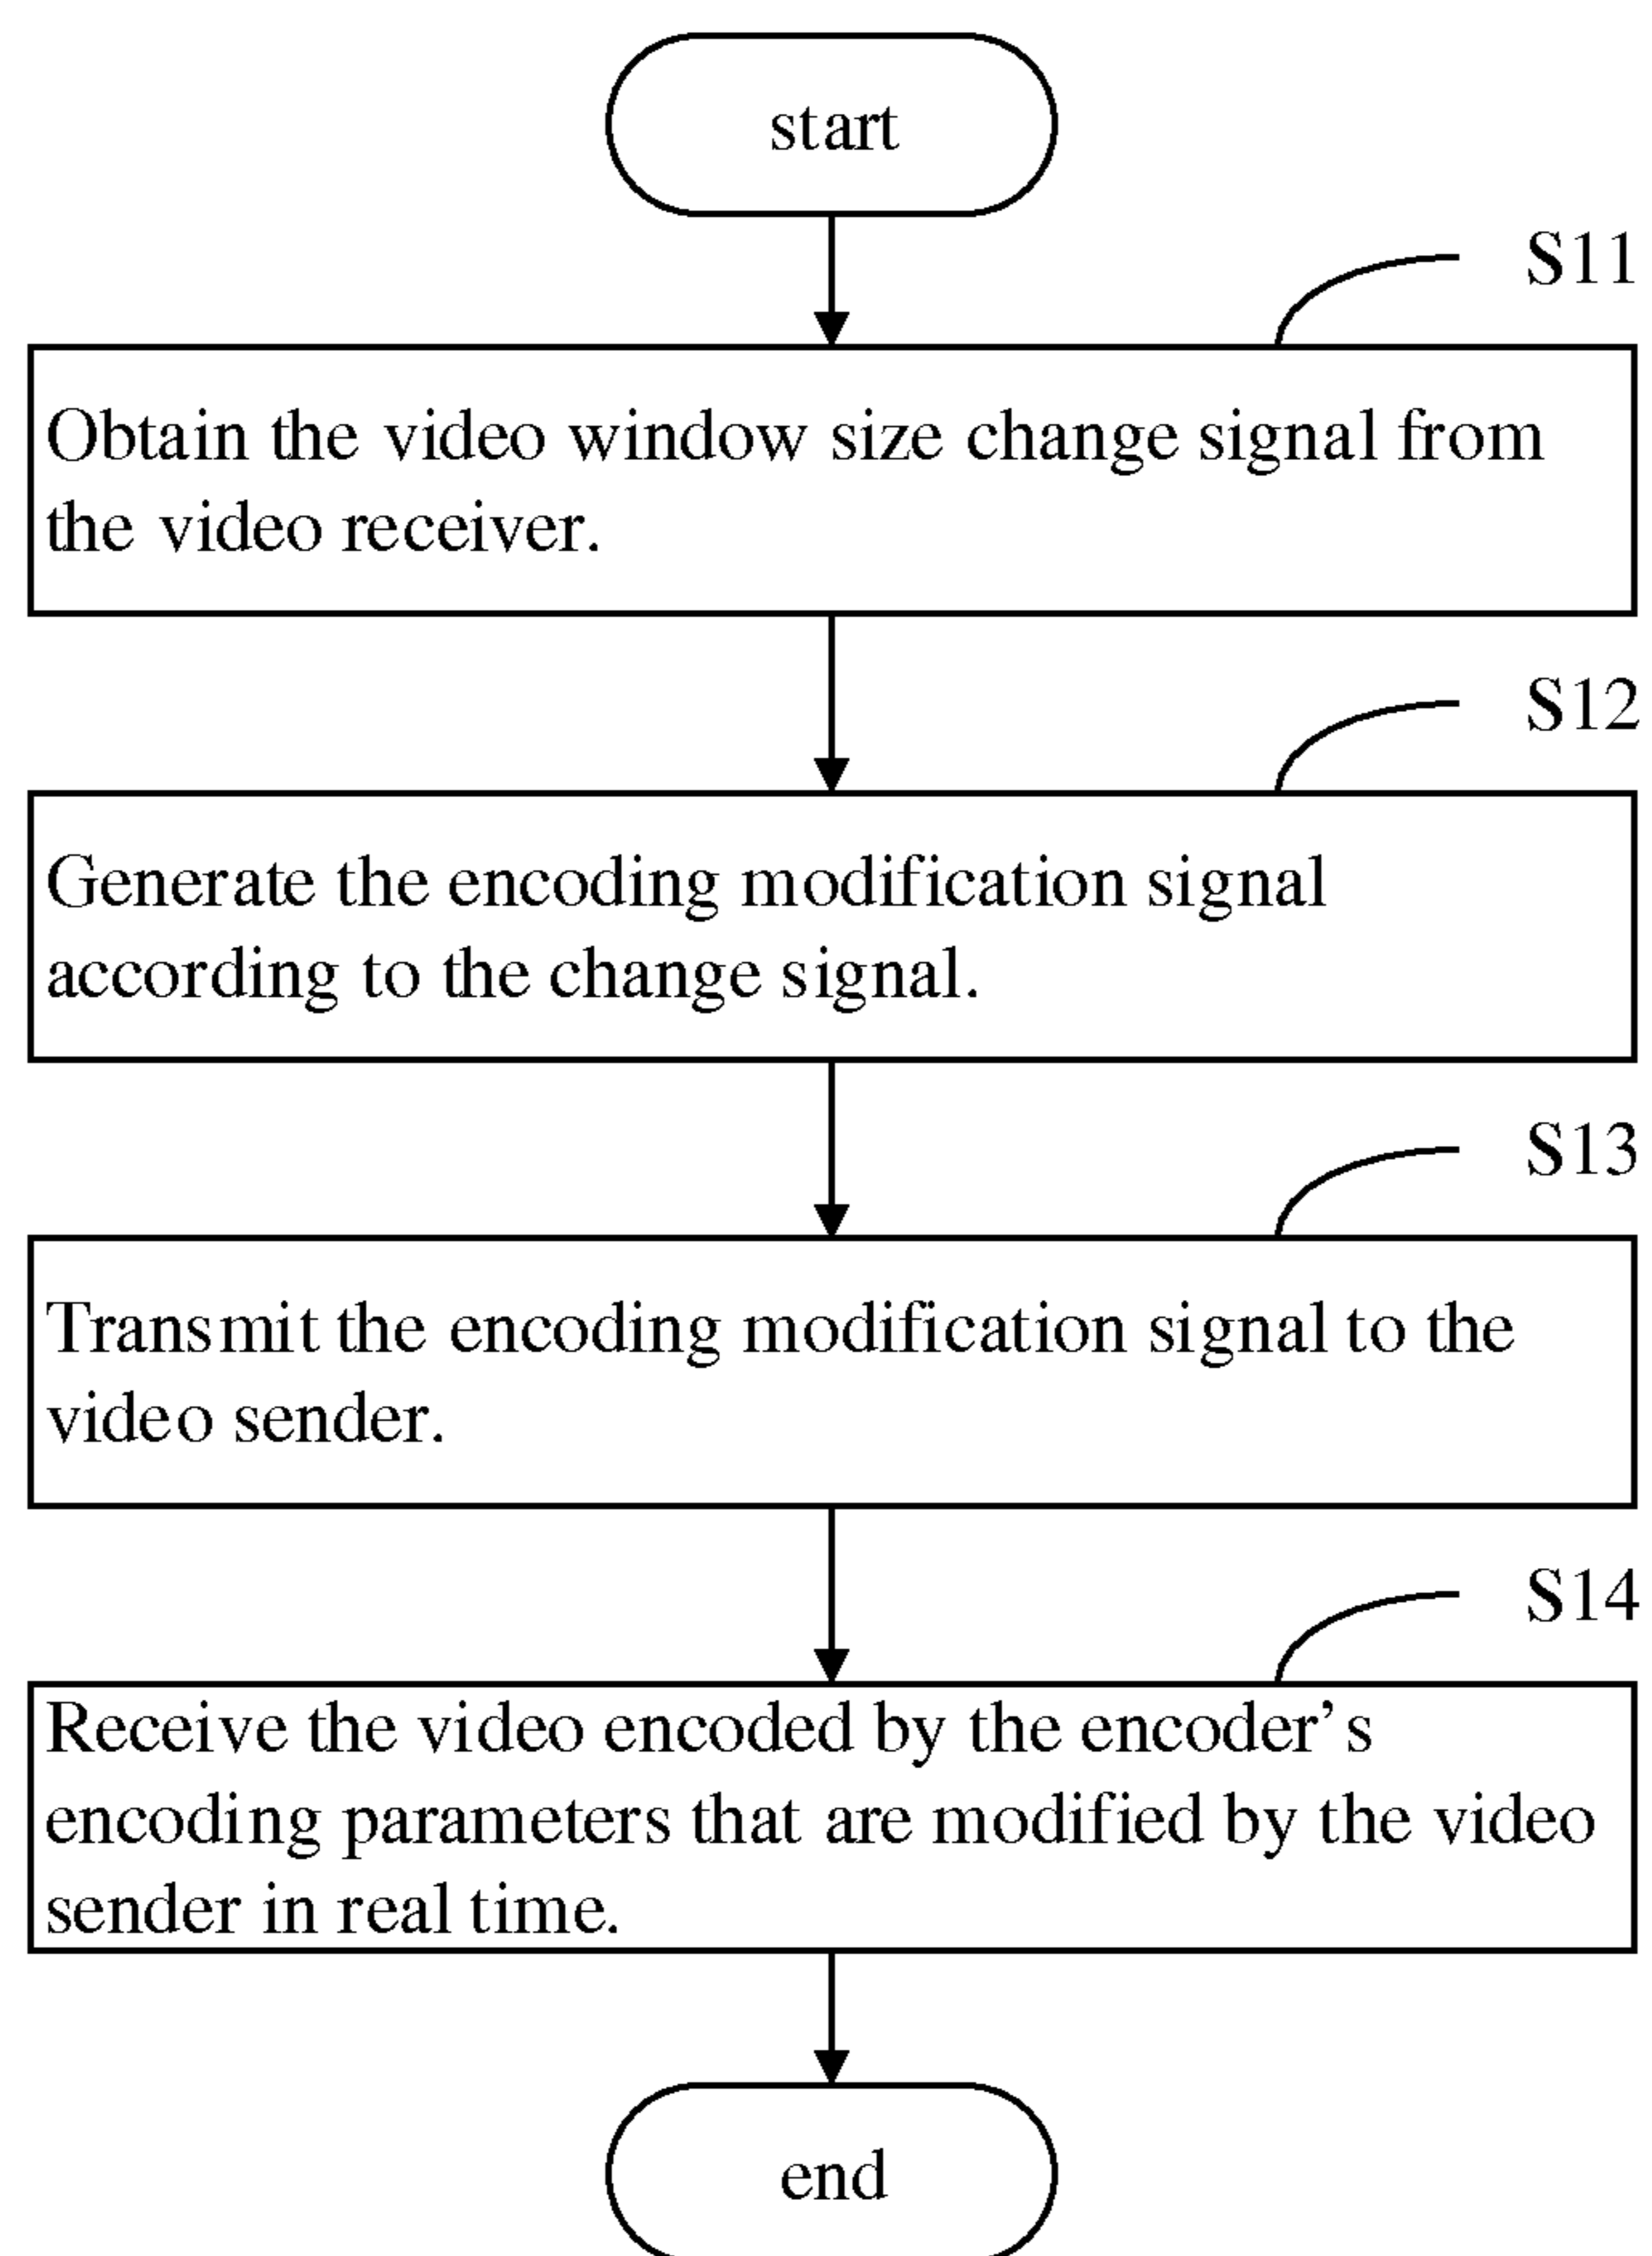 start
S11
Obtain the video window size change signal from
the video receiver.
S12
Generate the encoding modification signal
according to the change signal.
S13
Transmit the encoding modification signal to the
video sender.
S14
Receive the video encoded by the encoder’s
encoding parameters that are modified by the video
sender in real time.
end